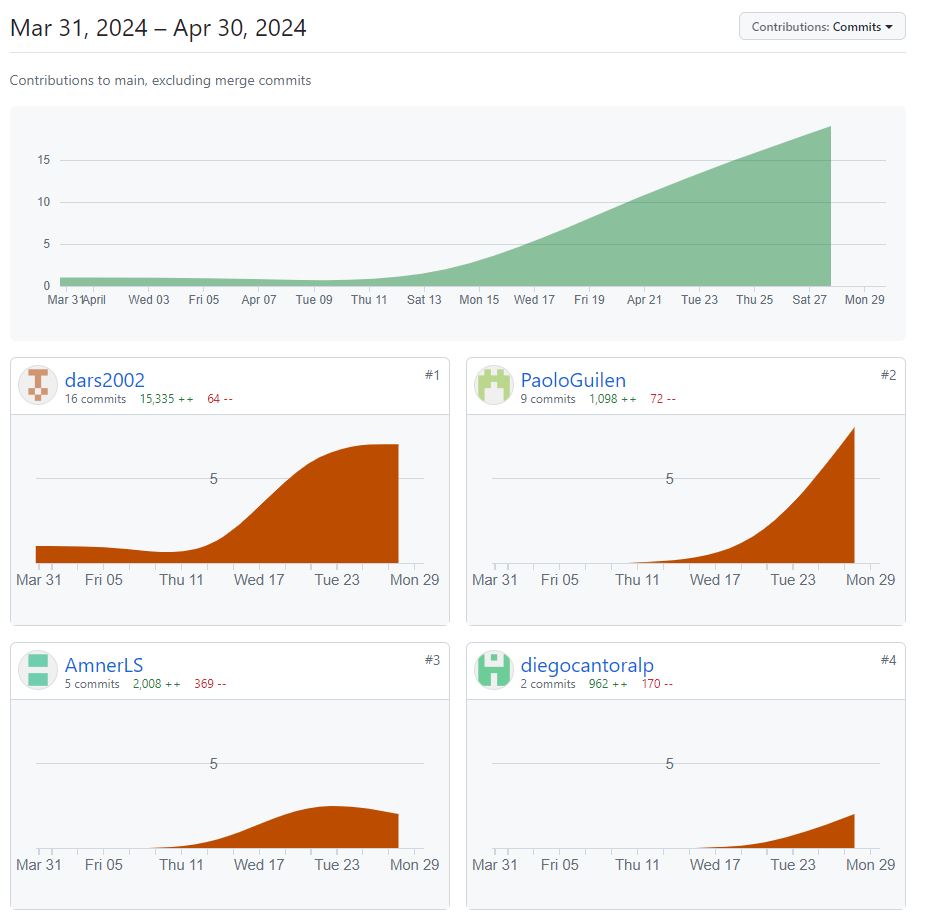 Mar 31, 2024 – Apr 30, 2024
Contributions: Commits
Contributions to main, excluding merge commits
15
10
5
0
Mar 31 April Wed 03 Fri 05 Apr 07 Tue 09 Thu 11 Sat 13 Mon 15 Wed 17 Fri 19 Apr 21 Tue 23 Thu 25 Sat 27 Mon 29
dars2002 #1
16 commits 15,335 ++ 64 --
5
Mar 31 Fri 05 Thu 11 Wed 17 Tue 23 Mon 29
PaoloGuilen #2
9 commits 1,098 ++ 72 --
5
Mar 31 Fri 05 Thu 11 Wed 17 Tue 23 Mon 29
AmnerLS #3
5 commits 2,008 ++ 369 --
5
Mar 31 Fri 05 Thu 11 Wed 17 Tue 23 Mon 29
diegocantoralp #4
2 commits 962 ++ 170 --
5
Mar 31 Fri 05 Thu 11 Wed 17 Tue 23 Mon 29